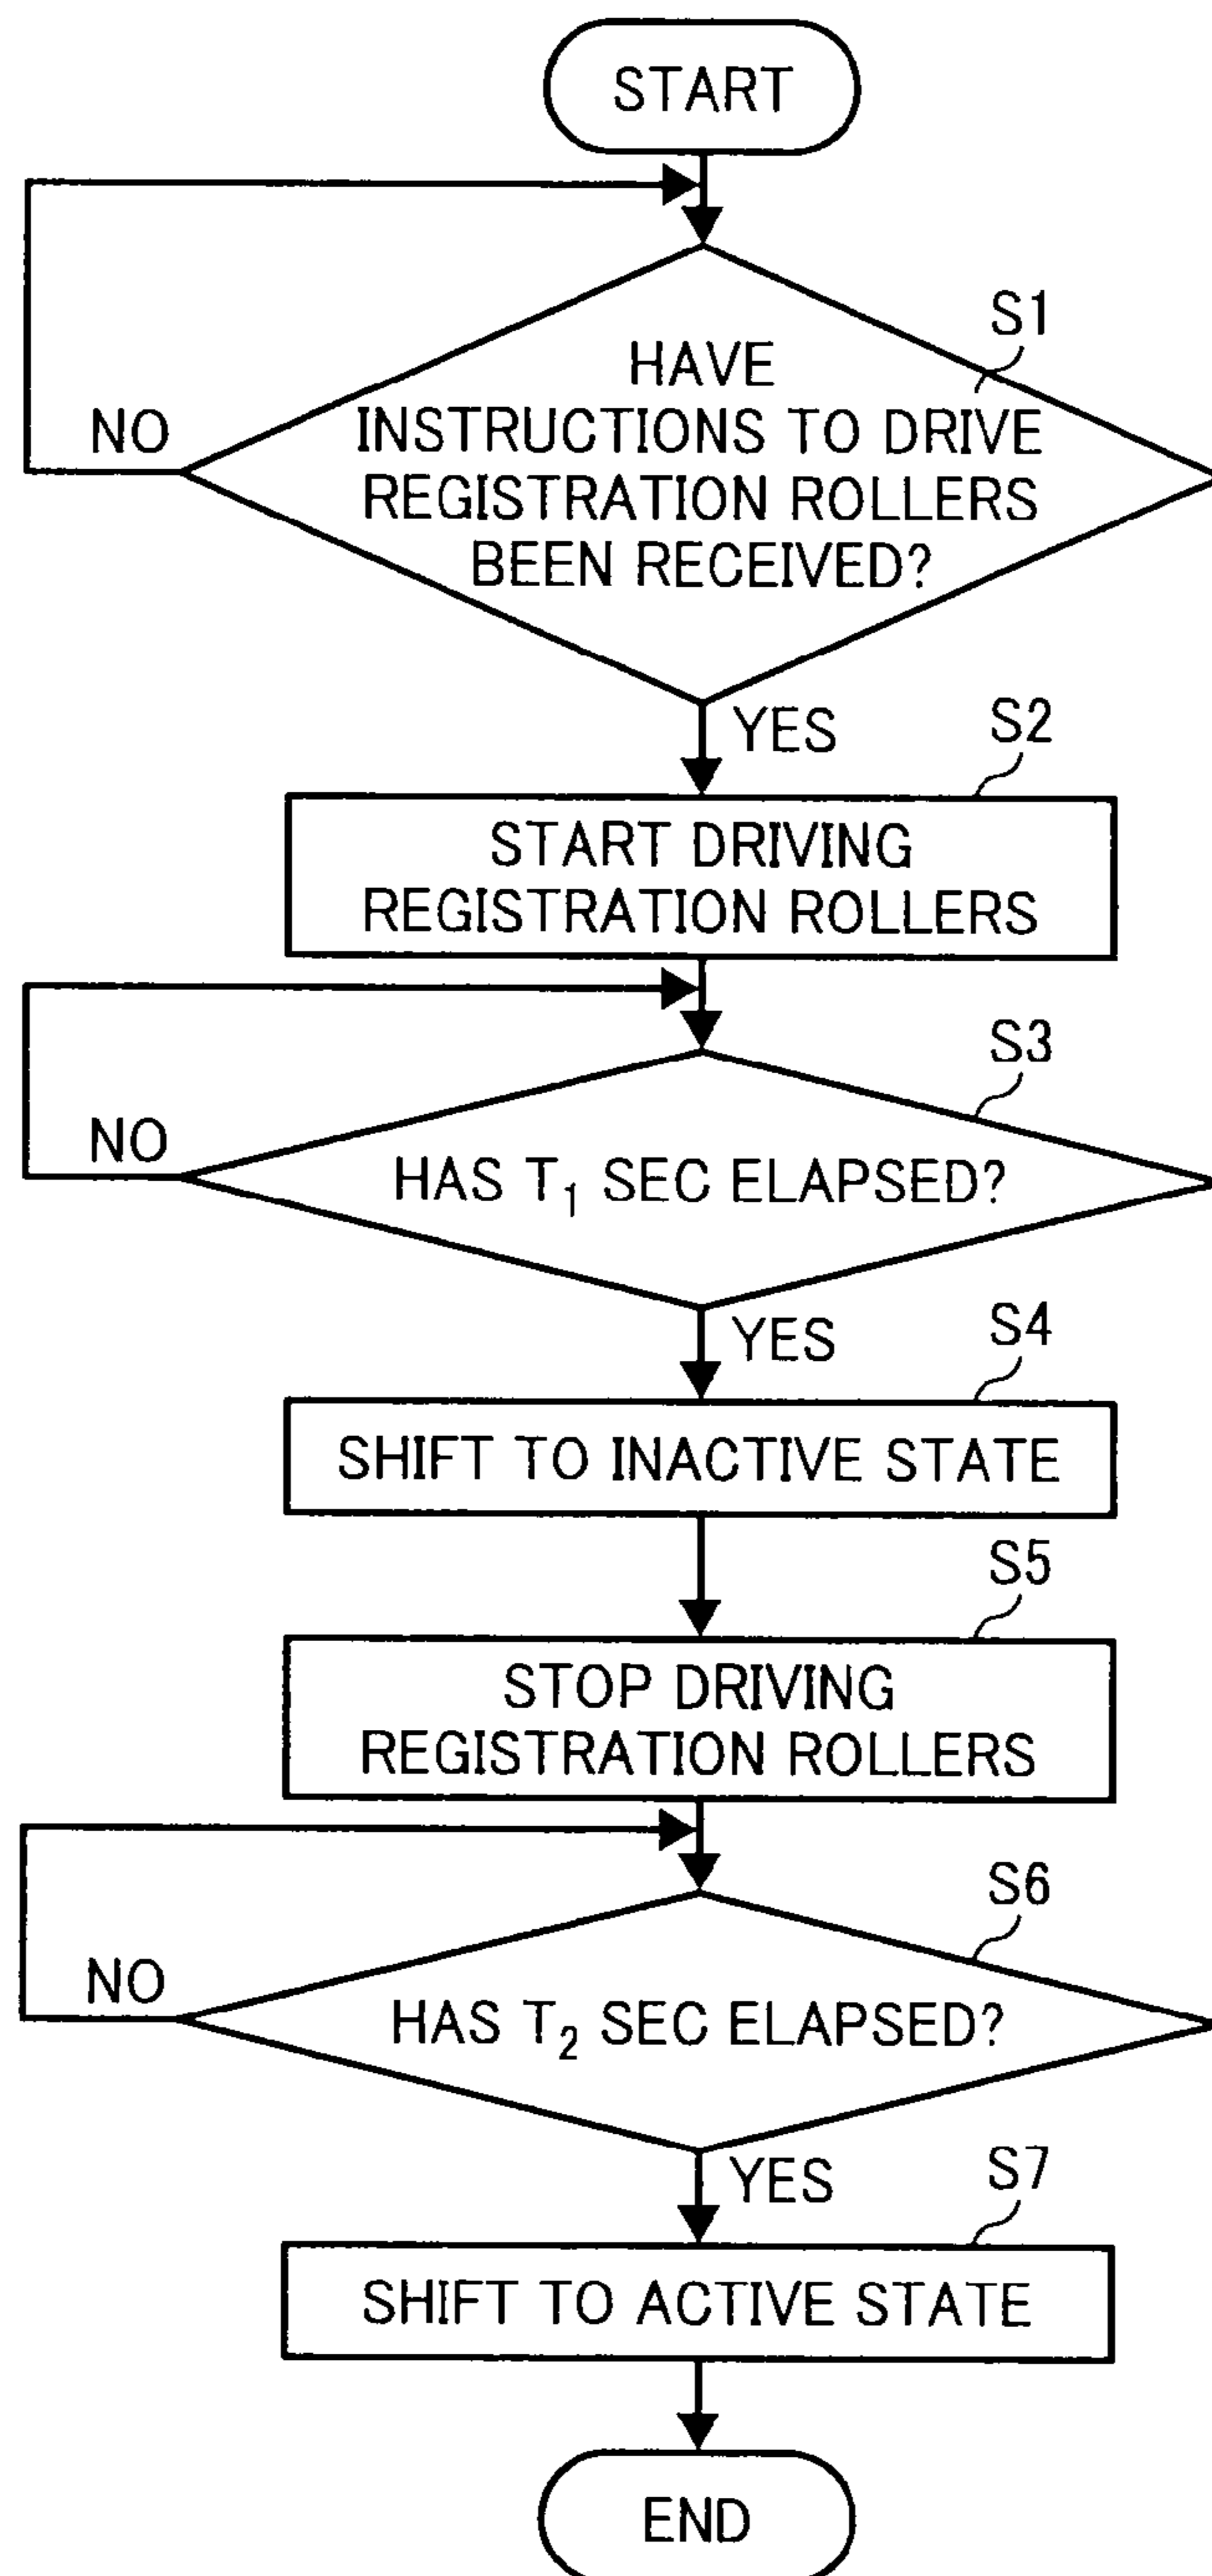 START
S1
HAVE
INSTRUCTIONS TO DRIVE
REGISTRATION ROLLERS
BEEN RECEIVED?
NO
YES
S2
START DRIVING
REGISTRATION ROLLERS
S3
HAS T₁ SEC ELAPSED?
NO
YES
S4
SHIFT TO INACTIVE STATE
S5
STOP DRIVING
REGISTRATION ROLLERS
S6
HAS T₂ SEC ELAPSED?
NO
YES
S7
SHIFT TO ACTIVE STATE
END